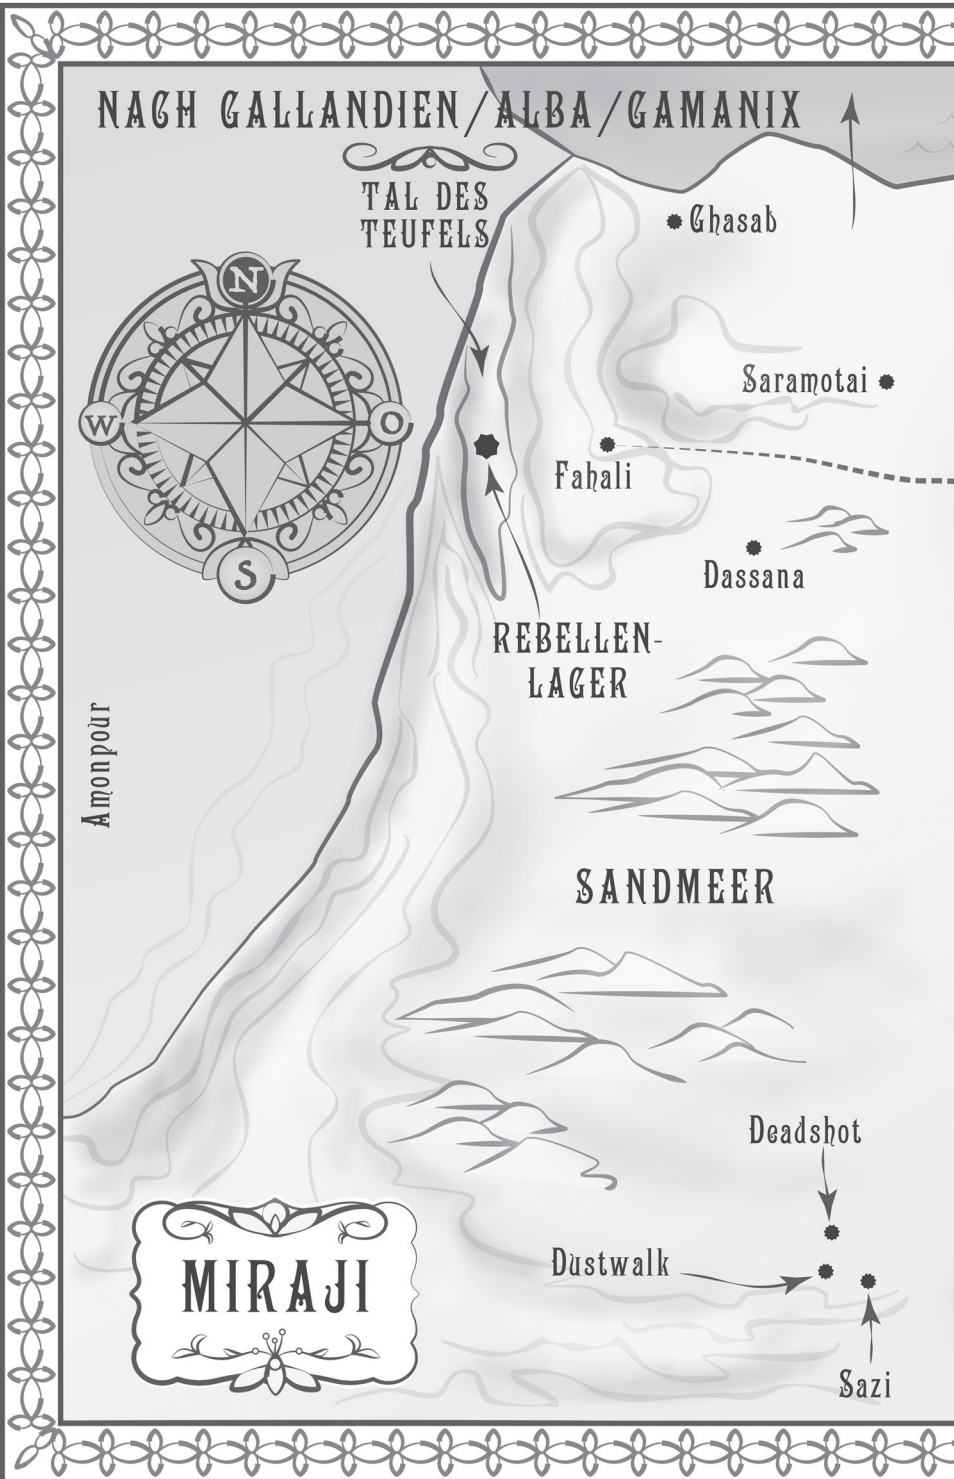 NACH GALLANDIEN/ALBA/GAMANIX
TAL DES
TEUFELS
Ghasab
N
W
O
S
Saramotai
Fahali
Dassana
REBELLEN-
LAGER
Amonpour
SANDMEER
Deadshot
Dustwalk
MIRAJI
Sazi